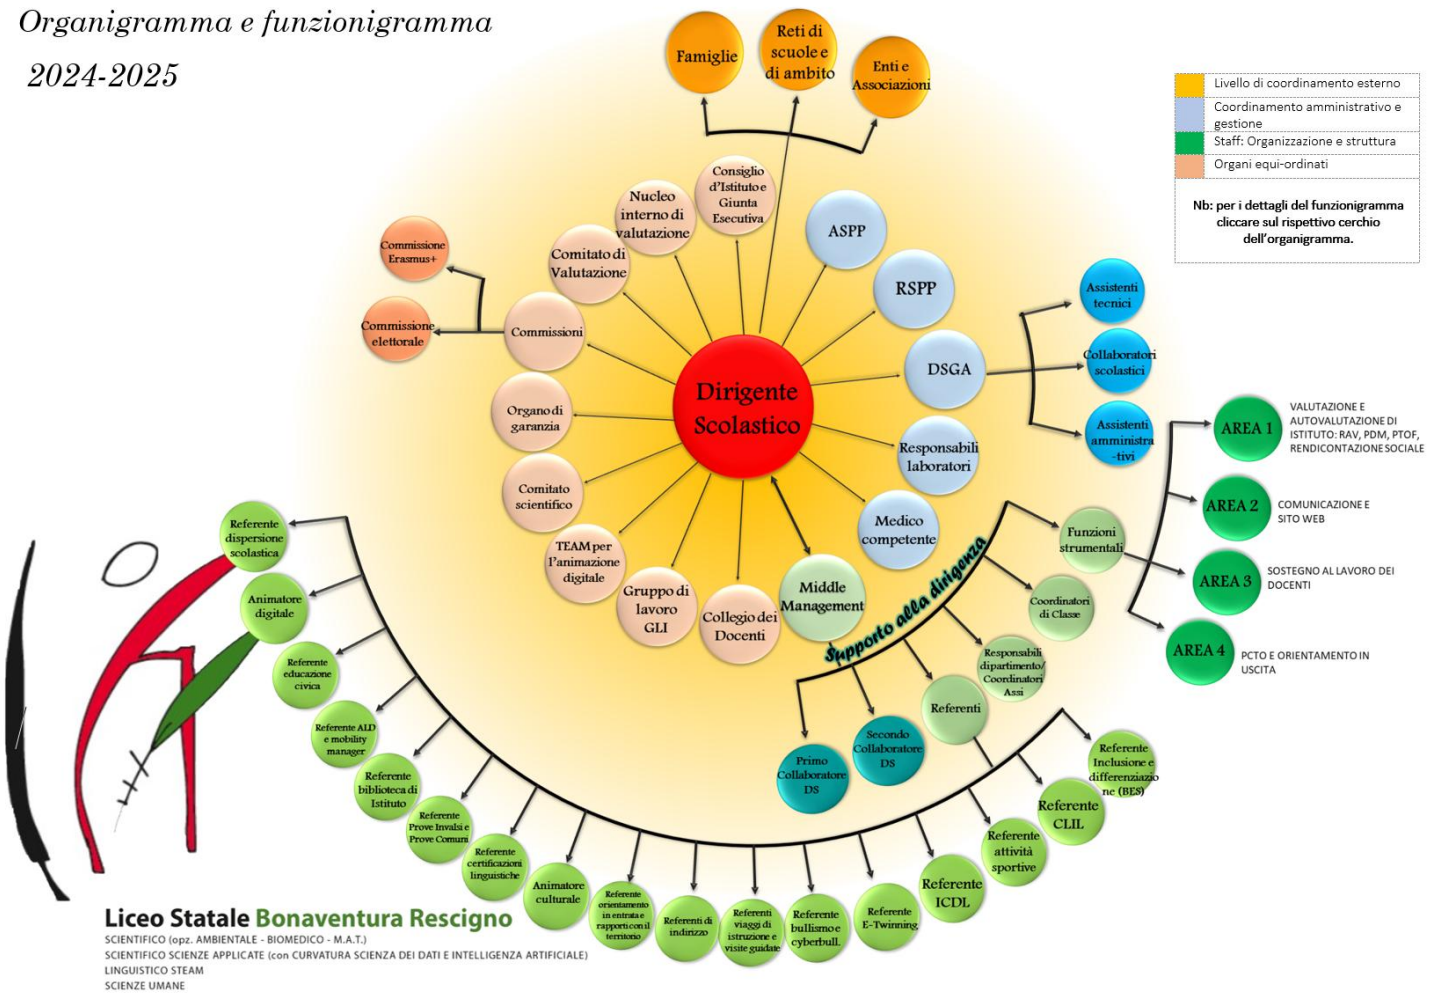 Organigramma e funzionigramma
2024-2025
Famiglie
Reti di
scuole e
di ambito
Enti e
Associazioni
Livello di coordinamento esterno
Coordinamento amministrativo e
gestione
Staff: Organizzazione e struttura
Organi equi-ordinati
Nb: per i dettagli del funzionigramma
cliccare sul rispettivo cerchio
dell'organigramma.
Consiglio
d'Istituto e
Giunta
Esecutiva
Nucleo
interno di
valutazione
Comitato di
Valutazione
Commissioni
Commissione
Erasmus+
Commissione
elettorale
Organo di
garanzia
Comitato
scientifico
TEAM per
l'animazione
digitale
Gruppo di
lavoro
GLI
Collegio dei
Docenti
Middle
Management
Dirigente
Scolastico
ASPP
RSPP
DSGA
Responsabili
laboratori
Medico
competente
Assistenti
tecnici
Collaboratori
scolastici
Assistenti
amministra
-tivi
Supporto alla dirigenza
Funzioni
strumentali
Coordinatori
di Classe
Responsabili
dipartimento/
Coordinatori
Assi
Referenti
Secondo
Collaboratore
DS
Primo
Collaboratore
DS
AREA 1
VALUTAZIONE E
AUTOVALUTAZIONE DI
ISTITUTO: RAV, PDM, PTOF,
RENDICONTAZIONE SOCIALE
AREA 2
COMUNICAZIONE E
SITO WEB
AREA 3
SOSTEGNO AL LAVORO DEI
DOCENTI
AREA 4
PCTO E ORIENTAMENTO IN
USCITA
Referente
dispersione
scolastica
Animatore
digitale
Referente
educazione
civica
Referente ALD
e mobility
manager
Referente
biblioteca di
Istituto
Referente
Prove Invalsi e
Prove Comuni
Referente
certificazioni
linguistiche
Animatore
culturale
Referente
orientamento
in entrata e
rapporti con il
territorio
Referenti di
indirizzo
Referenti
viaggi di
istruzione e
visite guidate
Referente
bullismo e
cyberbull.
Referente
E-Twinning
Referente
ICDL
Referente
attività
sportive
Referente
CLIL
Referente
Inclusione e
differenziazio
ne (BES)
Liceo Statale Bonaventura Rescigno
SCIENTIFICO (opz. AMBIENTALE - BIOMEDICO - M.A.T.)
SCIENTIFICO SCIENZE APPLICATE (con CURVATURA SCIENZA DEI DATI E INTELLIGENZA ARTIFICIALE)
LINGUISTICO STEAM
SCIENZE UMANE